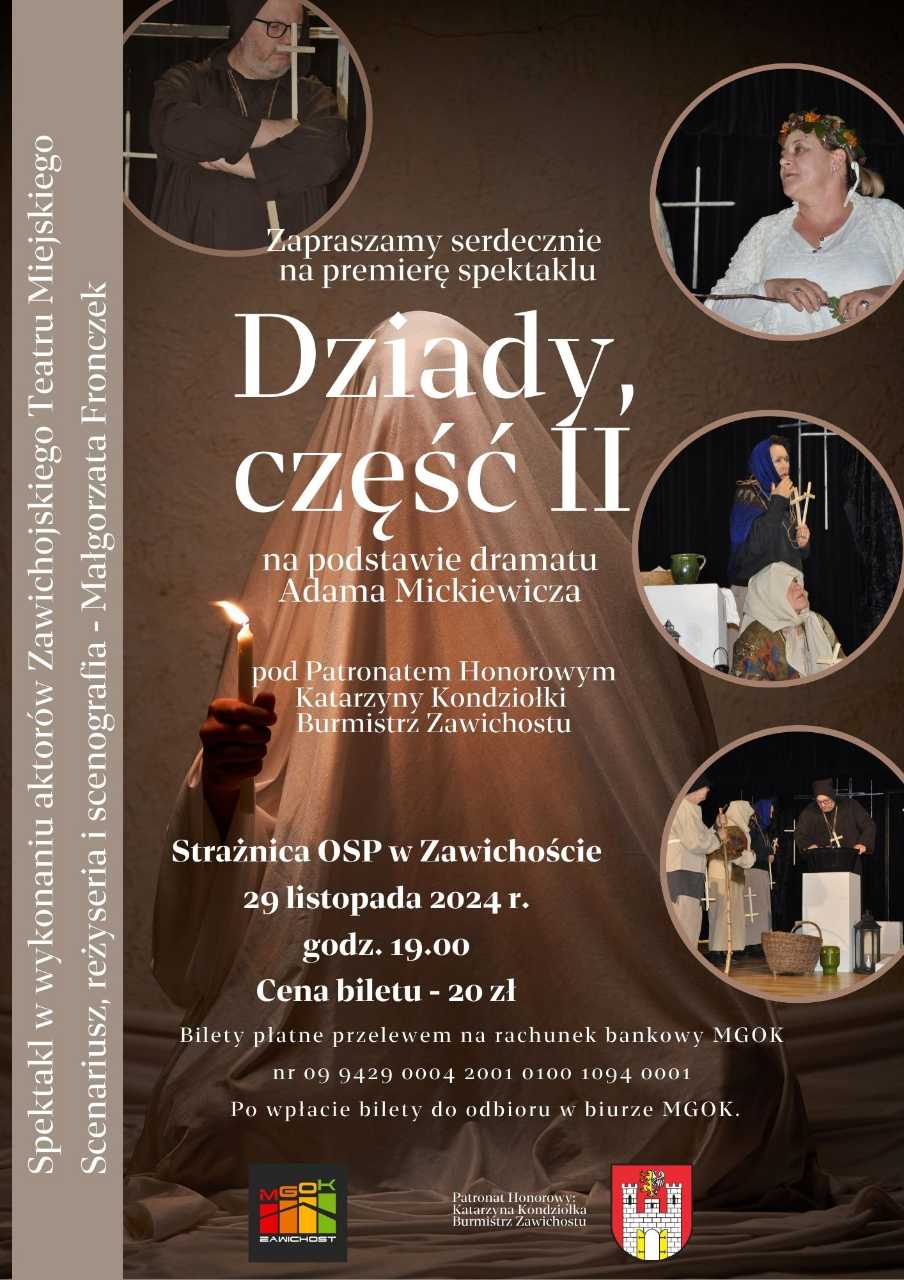 Spektakl w wykonaniu aktorów Zawichojskiego Teatru Miejskiego
Scenariusz, reżyseria i scenografia - Małgorzata Fronczek
Zapraszamy serdecznie
na premierę spektaklu
Dziady,
część II
na podstawie dramatu
Adama Mickiewicza
pod Patronatem Honorowym
Katarzyny Kondziołki
Burmistrz Zawichostu
Strażnica OSP w Zawichoście
29 listopada 2024 r.
godz. 19.00
Cena biletu - 20 zł
Bilety płatne przelewem na rachunek bankowy MGOK
nr 09 9429 0004 2001 0100 1094 0001
Po wpłacie bilety do odbioru w biurze MGOK.
MGOK
ZAWICHOST
Patronat Honorowy:
Katarzyna Kondziołka
Burmistrz Zawichostu